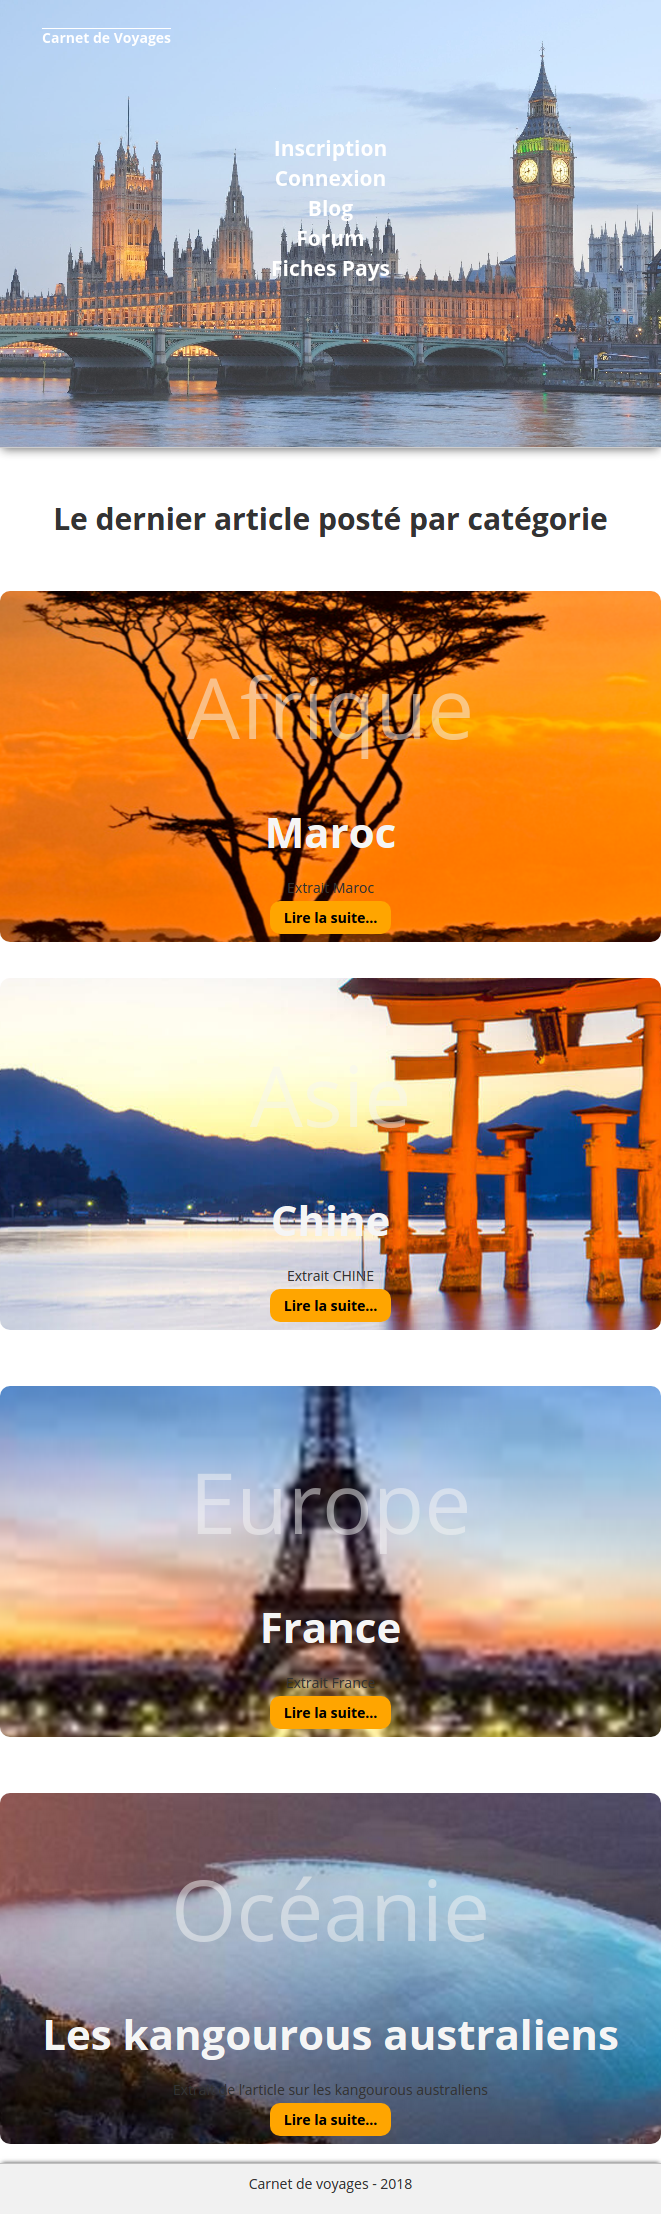 Carnet de Voyages
Inscription
Connexion
Blog
Forum
Fiches Pays
Le dernier article posté par catégorie
Afrique
Maroc
Extrait Maroc
Lire la suite...
Asie
Chine
Extrait CHINE
Lire la suite...
Europe
France
Extrait France
Lire la suite...
Océanie
Les kangourous australiens
Extrait de l'article sur les kangourous australiens
Lire la suite...
Carnet de voyages - 2018